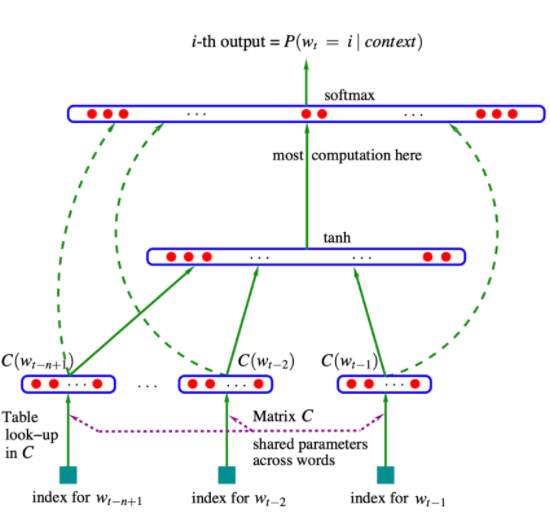 i-th output = P(w_t = i | context)
softmax
. . .
. . .
most computation here
tanh
. . .
. . .
C(w_{t−n+1})
C(w_{t−2})
C(w_{t−1})
. . .
. . .
. . .
. . .
Table
look−up
in C
Matrix C
shared parameters
across words
index for w_{t−n+1}
index for w_{t−2}
index for w_{t−1}